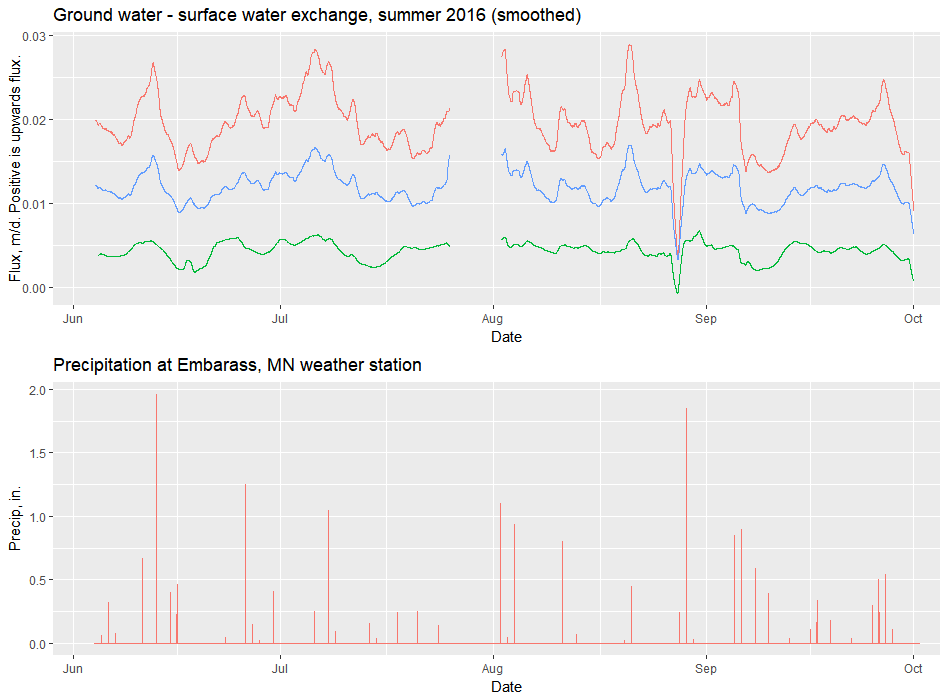 Ground water - surface water exchange, summer 2016 (smoothed)
Flux, m/d. Positive is upwards flux.
0.03
0.02
0.01
0.00
Jun Jul Aug Sep Oct
Date
Precipitation at Embarass, MN weather station
Precip, in.
2.0
1.5
1.0
0.5
0.0
Jun Jul Aug Sep Oct
Date